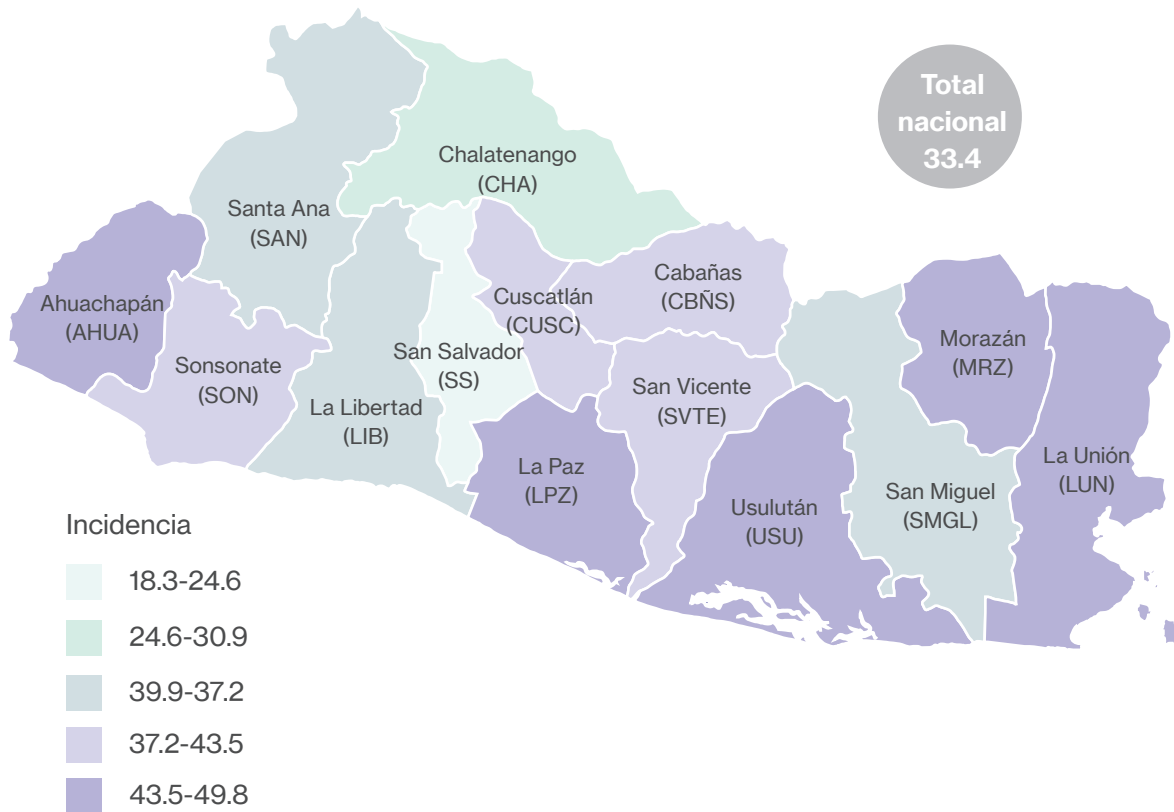 Total
nacional
33.4
Chalatenango
(CHA)
Santa Ana
(SAN)
Cabañas
(CBÑS)
Ahuachapán
(AHUA)
Cuscatlán
(CUSC)
Morazán
(MRZ)
Sonsonate
(SON)
San Salvador
(SS)
San Vicente
(SVTE)
La Libertad
(LIB)
La Unión
(LUN)
La Paz
(LPZ)
Usulután
(USU)
San Miguel
(SMGL)
Incidencia
18.3-24.6
24.6-30.9
39.9-37.2
37.2-43.5
43.5-49.8